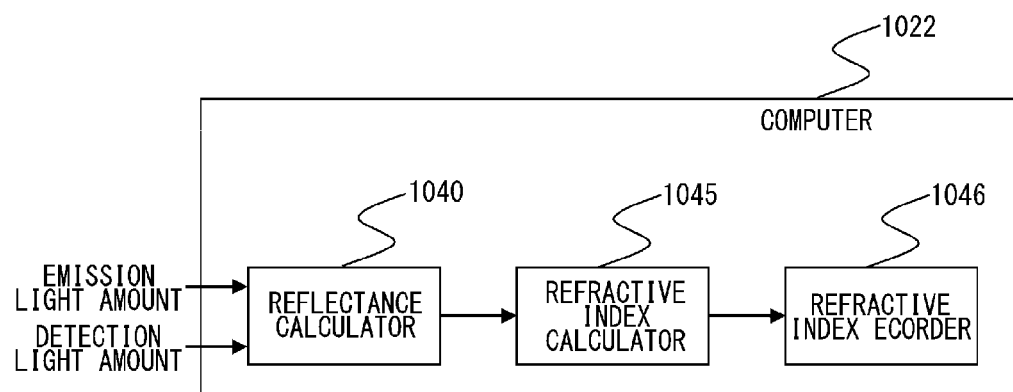 1022
COMPUTER
1040
1045
1046
EMISSION
LIGHT AMOUNT
DETECTION
LIGHT AMOUNT
REFLECTANCE
CALCULATOR
REFRACTIVE
INDEX
CALCULATOR
REFRACTIVE
INDEX ECORDER